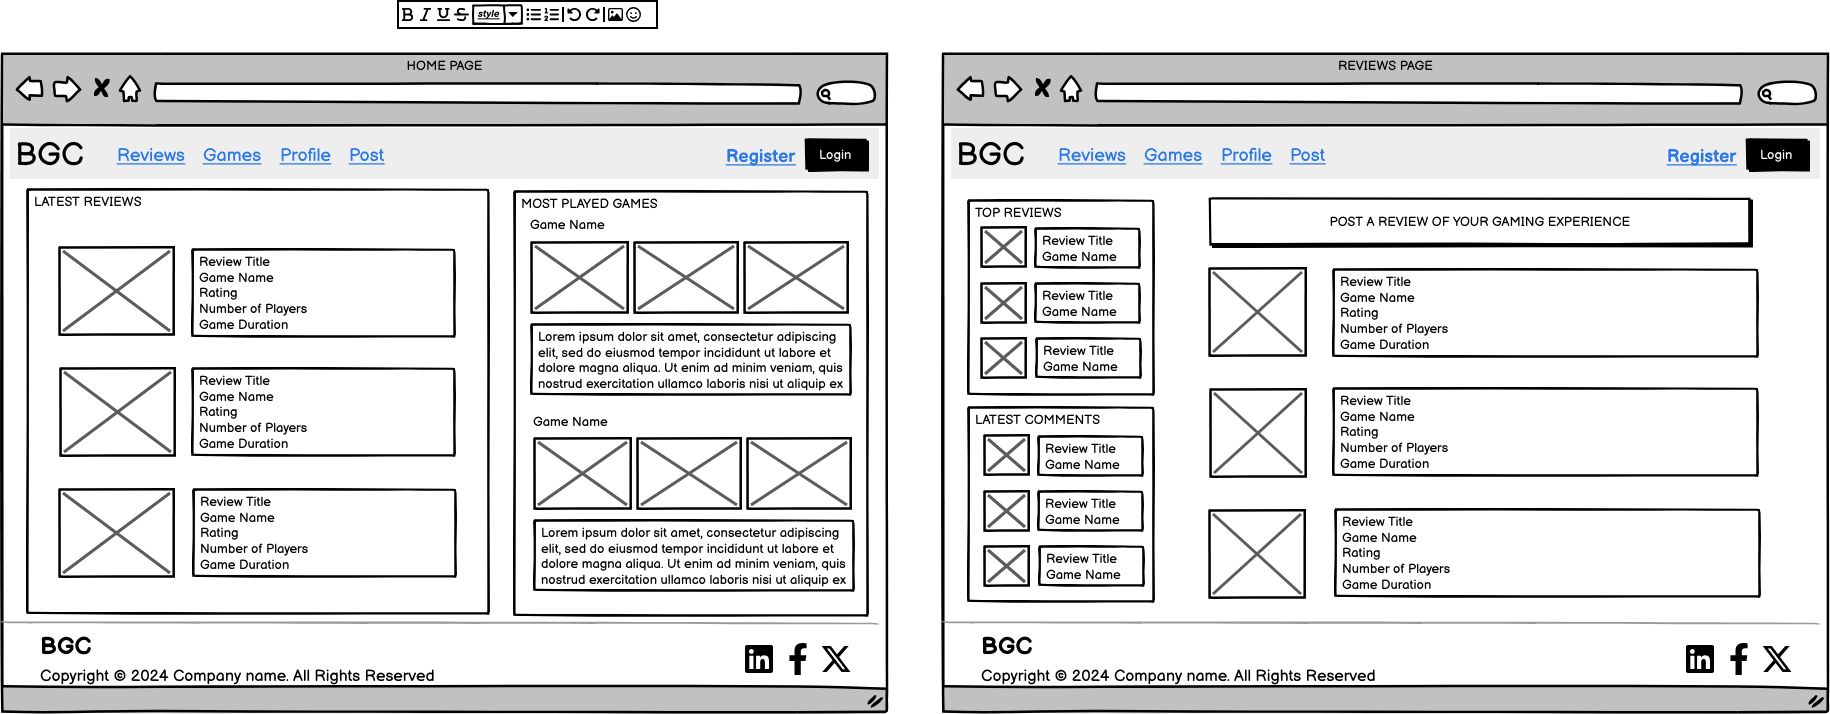 B I U S style
HOME PAGE
BGC Reviews Games Profile Post Register Login
LATEST REVIEWS
Review Title
Game Name
Rating
Number of Players
Game Duration
Review Title
Game Name
Rating
Number of Players
Game Duration
Review Title
Game Name
Rating
Number of Players
Game Duration
MOST PLAYED GAMES
Game Name
Lorem ipsum dolor sit amet, consectetur adipiscing
elit, sed do eiusmod tempor incididunt ut labore et
dolore magna aliqua. Ut enim ad minim veniam, quis
nostrud exercitation ullamco laboris nisi ut aliquip ex
Game Name
Lorem ipsum dolor sit amet, consectetur adipiscing
elit, sed do eiusmod tempor incididunt ut labore et
dolore magna aliqua. Ut enim ad minim veniam, quis
nostrud exercitation ullamco laboris nisi ut aliquip ex
BGC
Copyright © 2024 Company name. All Rights Reserved
REVIEWS PAGE
BGC Reviews Games Profile Post Register Login
TOP REVIEWS
Review Title
Game Name
Review Title
Game Name
Review Title
Game Name
LATEST COMMENTS
Review Title
Game Name
Review Title
Game Name
Review Title
Game Name
POST A REVIEW OF YOUR GAMING EXPERIENCE
Review Title
Game Name
Rating
Number of Players
Game Duration
Review Title
Game Name
Rating
Number of Players
Game Duration
Review Title
Game Name
Rating
Number of Players
Game Duration
BGC
Copyright © 2024 Company name. All Rights Reserved